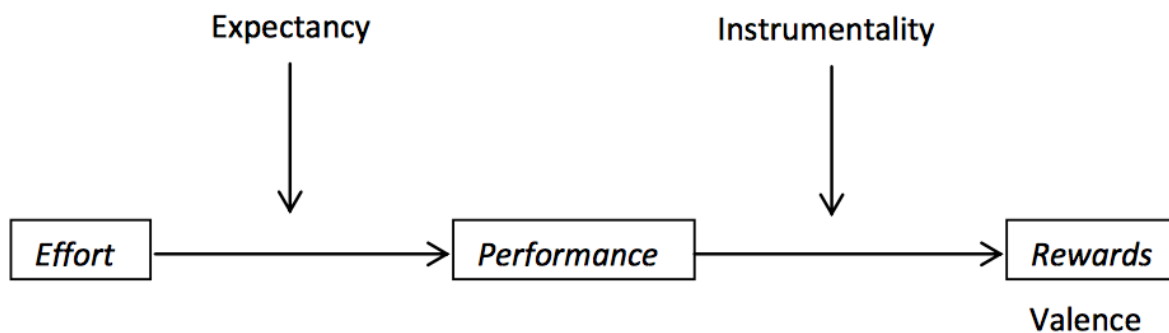 Expectancy
Instrumentality
Effort
Performance
Rewards
Valence